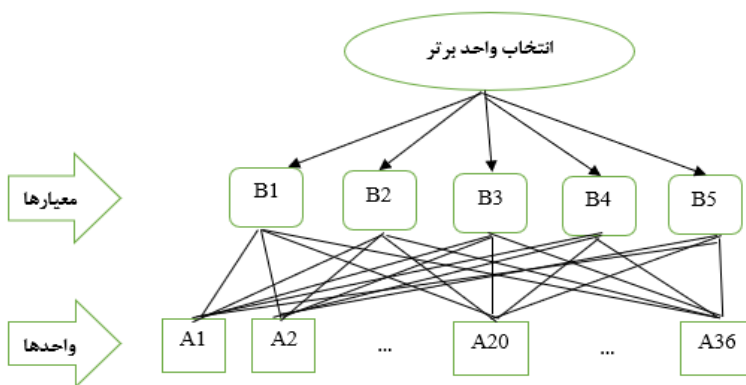 انتخاب واحد برتر
معیارها
B1 B2 B3 B4 B5
واحدها
A1 A2 ... A20 ... A36